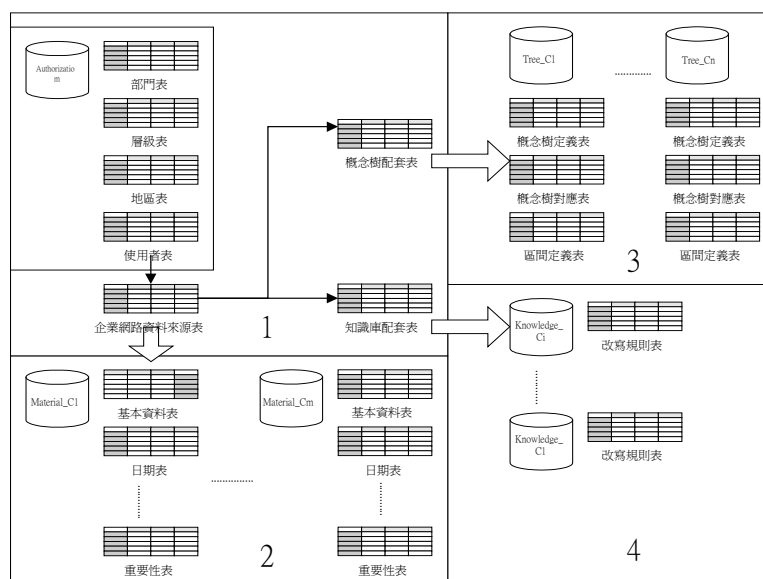 Authorizatio
n
部門表
層級表
地區表
使用者表
企業網路資料來源表
概念樹配套表
知識庫配套表
1
Tree_C1
............
Tree_Cn
概念樹定義表
概念樹定義表
概念樹對應表
概念樹對應表
區間定義表
區間定義表
3
Material_C1
基本資料表
日期表
重要性表
............
Material_Cm
基本資料表
日期表
重要性表
2
Knowledge_
C1
改寫規則表
Knowledge_
C1
改寫規則表
4